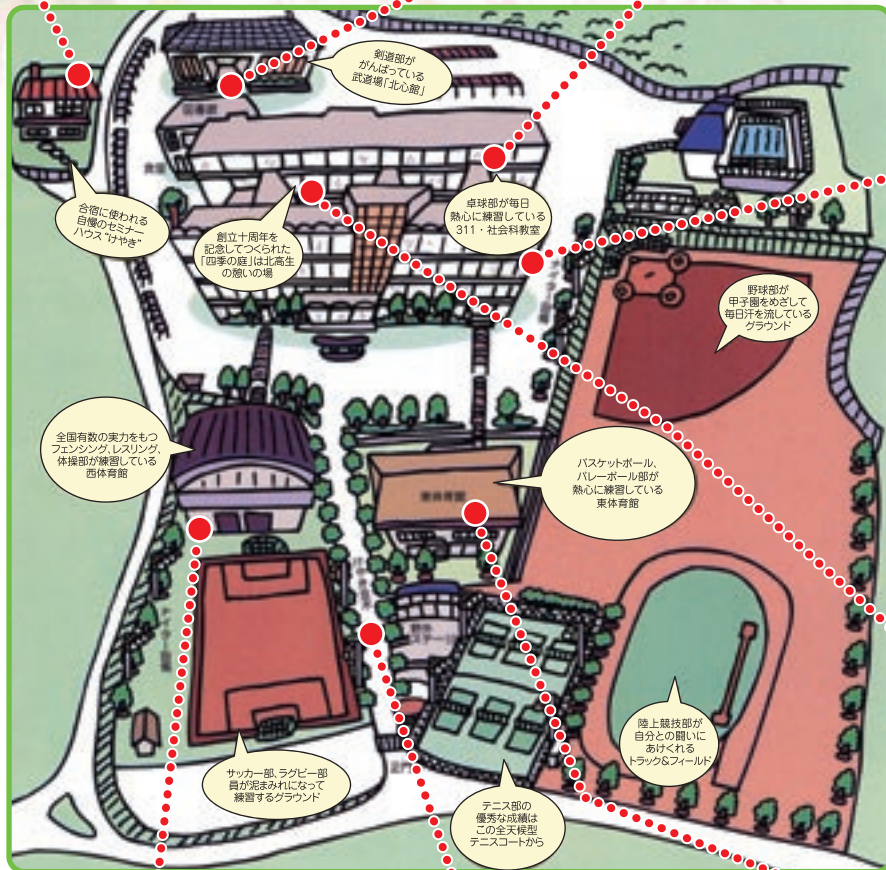 剣道部が
がんばっている
武道場「北心館」
合宿に使われる
自慢のセミナー
ハウス“けやき”
創立十周年を
記念してつくられた
「四季の庭」は北高生
の憩いの場
卓球部が毎日
熱心に練習している
311・社会科教室
野球部が
甲子園をめざして
毎日汗を流している
グラウンド
全国有数の実力をもつ
フェンシング、レスリング、
体操部が練習している
西体育館
バスケットボール、
バレーボール部が
熱心に練習している
東体育館
東体育館
野外
ステージ
正門
サッカー部、ラグビー部
員が泥まみれになって
練習するグラウンド
テニス部の
優秀な成績は
この全天候型
テニスコートから
陸上競技部が
自分との闘いに
あけくれる
トラック&フィールド